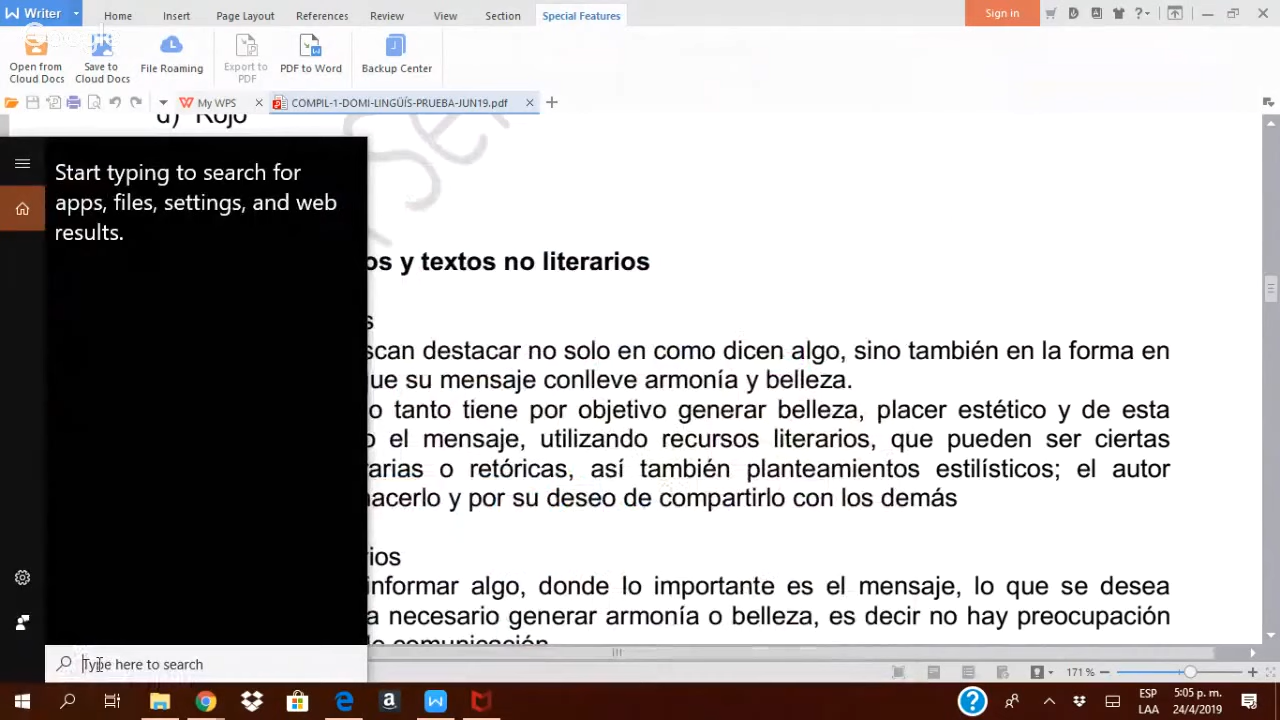 Writer
Home
Insert
Page Layout
References
Review
View
Section
Special Features
Sign in
Open from Cloud Docs
Save to Cloud Docs
File Roaming
Export to PDF
PDF to Word
Backup Center
My WPS
COMPIL-1-DOMI-LINGÜÍS-PRUEBA-JUN19.pdf
d) Rojo
Start typing to search for
apps, files, settings, and web
results.
os y textos no literarios
s
scan destacar no solo en como dicen algo, sino también en la forma en
que su mensaje conlleve armonía y belleza.
o tanto tiene por objetivo generar belleza, placer estético y de esta
o el mensaje, utilizando recursos literarios, que pueden ser ciertas
rarias o retóricas, así también planteamientos estilísticos; el autor
hacerlo y por su deseo de compartirlo con los demás
rios
informar algo, donde lo importante es el mensaje, lo que se desea
a necesario generar armonía o belleza, es decir no hay preocupación
de comunicación
Type here to search
171 %
ESP
LAA
5:05 p. m.
24/4/2019